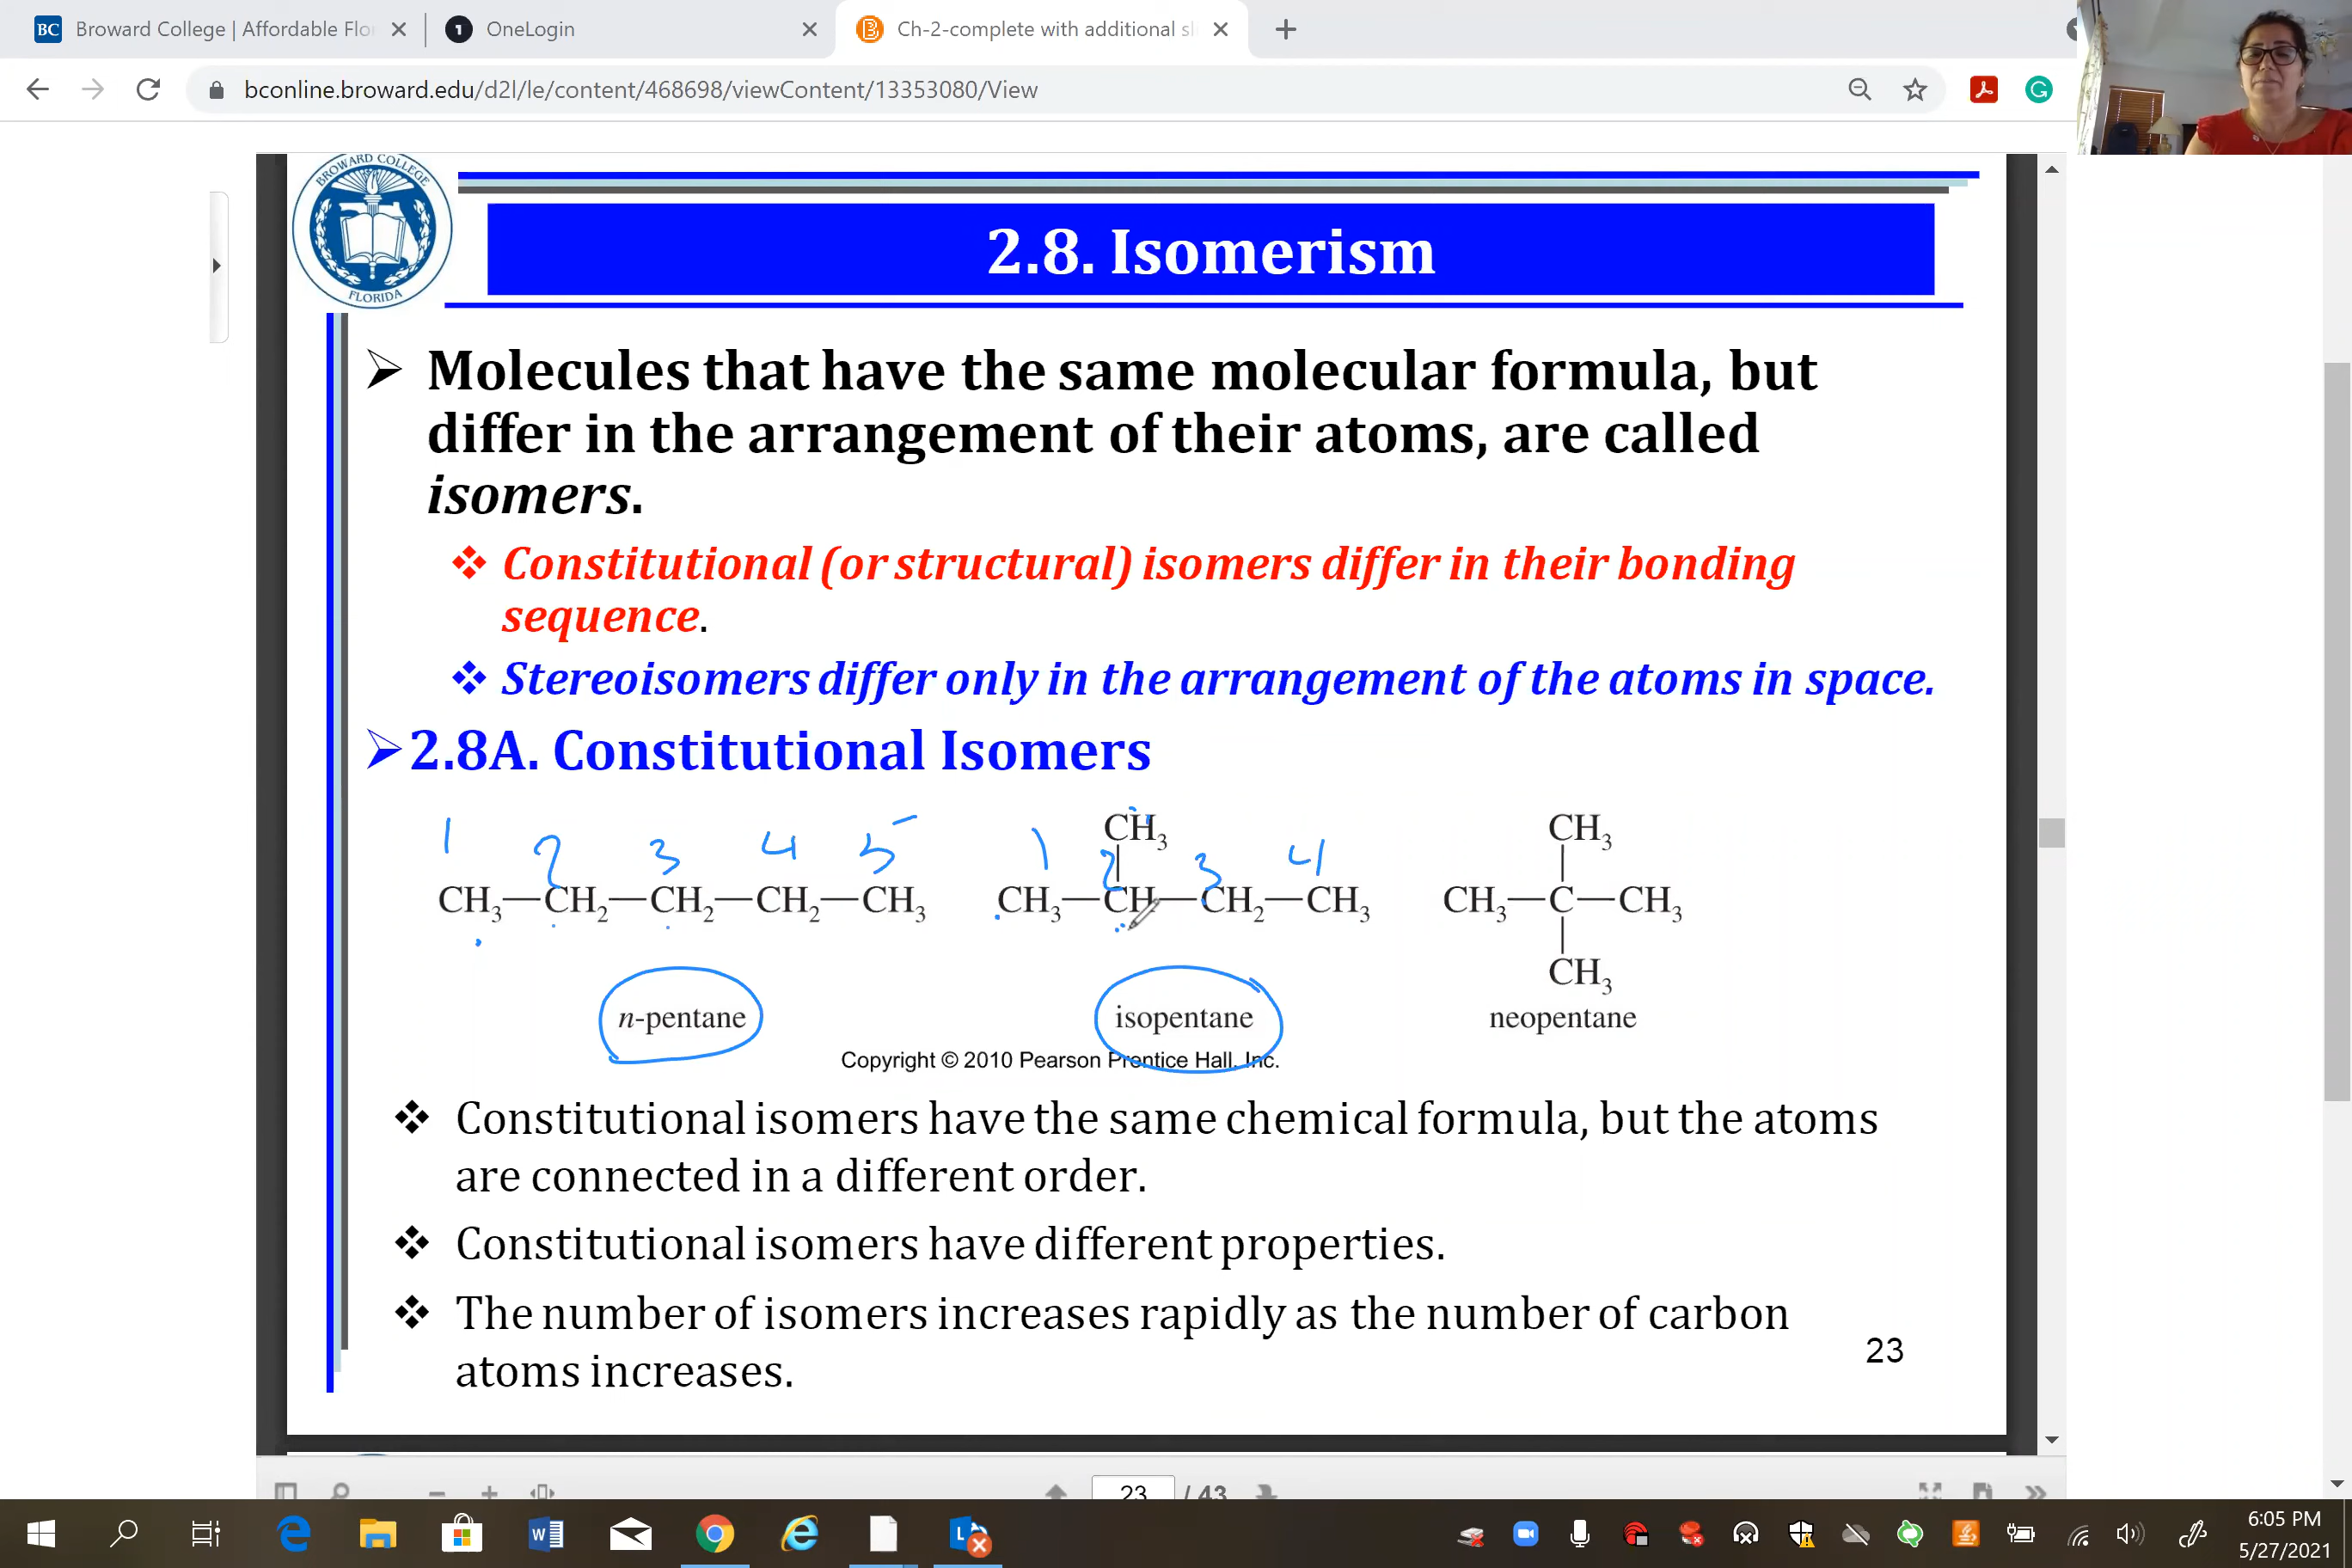 Broward College | Affordable Flo
OneLogin
Ch-2-complete with additional sl
bconline.broward.edu/d2l/le/content/468698/viewContent/13353080/View
BROWARD COLLEGE
FLORIDA
2.8. Isomerism
➢ Molecules that have the same molecular formula, but
differ in the arrangement of their atoms, are called
isomers.
❖ Constitutional (or structural) isomers differ in their bonding
sequence.
❖ Stereoisomers differ only in the arrangement of the atoms in space.
➢ 2.8A. Constitutional Isomers
1 2 3 4 5
CH₃—CH₂—CH₂—CH₂—CH₃
n-pentane
CH₃
1 2 3 4
CH₃—CH—CH₂—CH₃
isopentane
CH₃
CH₃—C—CH₃
CH₃
neopentane
Copyright © 2010 Pearson Prentice Hall, Inc.
❖ Constitutional isomers have the same chemical formula, but the atoms
are connected in a different order.
❖ Constitutional isomers have different properties.
❖ The number of isomers increases rapidly as the number of carbon
atoms increases.
23
23 / 43
6:05 PM
5/27/2021